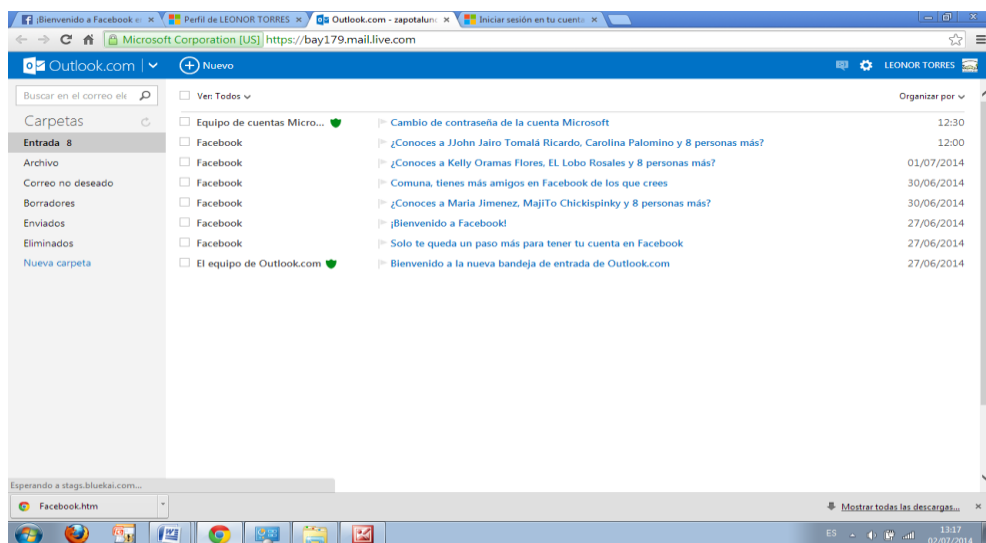 ¡Bienvenido a Facebook e
Perfil de LEONOR TORRES
Outlook.com - zapotalun
Iniciar sesión en tu cuenta
Microsoft Corporation [US] https://bay179.mail.live.com
Outlook.com
Nuevo
LEONOR TORRES
Buscar en el correo ele
Ver: Todos
Organizar por
Carpetas
Equipo de cuentas Micro... Cambio de contraseña de la cuenta Microsoft 12:30
Entrada 8
Facebook ¿Conoces a JJohn Jairo Tomalá Ricardo, Carolina Palomino y 8 personas más? 12:00
Archivo
Facebook ¿Conoces a Kelly Oramas Flores, EL Lobo Rosales y 8 personas más? 01/07/2014
Correo no deseado
Facebook Comuna, tienes más amigos en Facebook de los que crees 30/06/2014
Borradores
Facebook ¿Conoces a Maria Jimenez, MajiTo Chickispinky y 8 personas más? 30/06/2014
Enviados
Facebook ¡Bienvenido a Facebook! 27/06/2014
Eliminados
Facebook Solo te queda un paso más para tener tu cuenta en Facebook 27/06/2014
Nueva carpeta
El equipo de Outlook.com Bienvenido a la nueva bandeja de entrada de Outlook.com 27/06/2014
Esperando a stags.bluekai.com...
Facebook.htm
Mostrar todas las descargas...
ES
13:17
02/07/2014